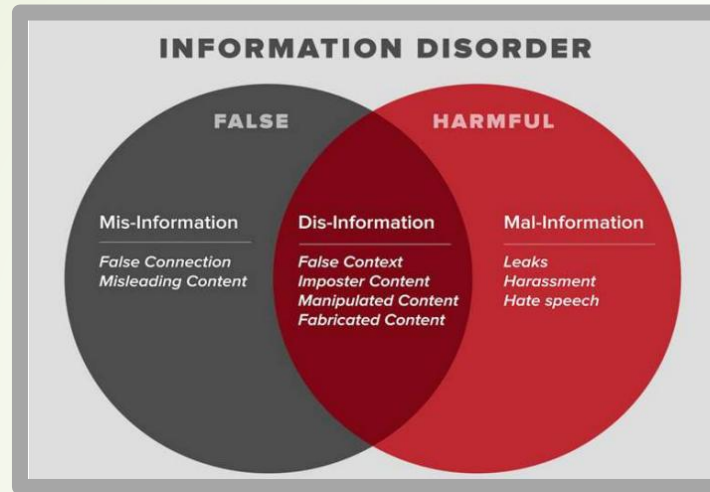 INFORMATION DISORDER
FALSE
HARMFUL
Mis-Information
False Connection
Misleading Content
Dis-Information
False Context
Imposter Content
Manipulated Content
Fabricated Content
Mal-Information
Leaks
Harassment
Hate speech